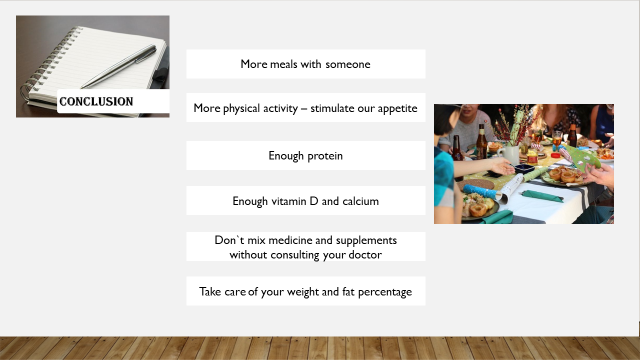 CONCLUSION
More meals with someone
More physical activity – stimulate our appetite
Enough protein
Enough vitamin D and calcium
Don`t mix medicine and supplements
without consulting your doctor
Take care of your weight and fat percentage